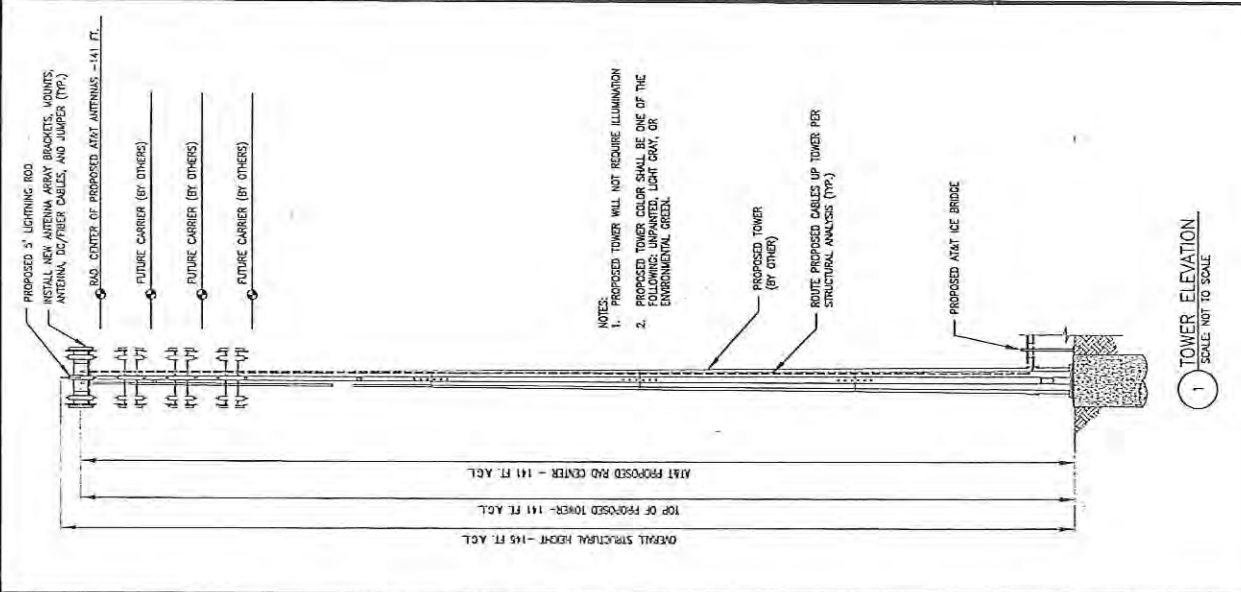 PROPOSED 5' LIGHTNING ROD
INSTALL NEW ANTENNA ARRAY BRACKETS, MOUNTS,
ANTENNA, DC/FIBER CABLES, AND JUMPER (TYP.)
RAD CENTER OF PROPOSED AT&T ANTENNAS -141 FT.
FUTURE CARRIER (BY OTHERS)
FUTURE CARRIER (BY OTHERS)
FUTURE CARRIER (BY OTHERS)
NOTES:
1. PROPOSED TOWER WILL NOT REQUIRE ILLUMINATION
2. PROPOSED TOWER COLOR SHALL BE ONE OF THE
FOLLOWING: UNPAINTED, LIGHT GRAY, OR
ENVIRONMENTAL GREEN.
PROPOSED TOWER
(BY OTHER)
ROUTE PROPOSED CABLES UP TOWER PER
STRUCTURAL ANALYSIS (TYP.)
PROPOSED AT&T ICE BRIDGE
AT&T PROPOSED RAD CENTER - 141 FT. A.G.L.
TOP OF PROPOSED TOWER- 141 FT. A.G.L.
OVERALL STRUCTURAL HEIGHT -145 FT. A.G.L.
1 TOWER ELEVATION
SCALE: NOT TO SCALE